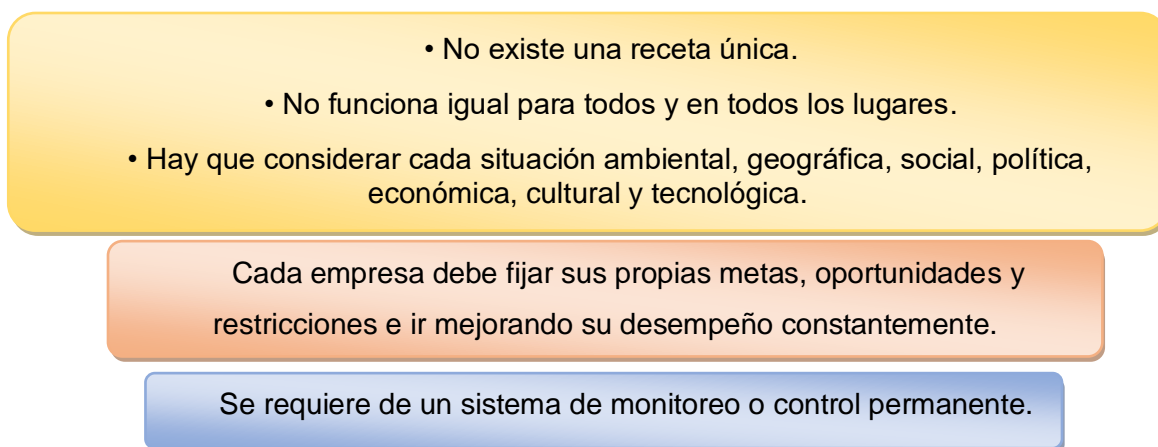 • No existe una receta única.
• No funciona igual para todos y en todos los lugares.
• Hay que considerar cada situación ambiental, geográfica, social, política,
económica, cultural y tecnológica.
Cada empresa debe fijar sus propias metas, oportunidades y
restricciones e ir mejorando su desempeño constantemente.
Se requiere de un sistema de monitoreo o control permanente.